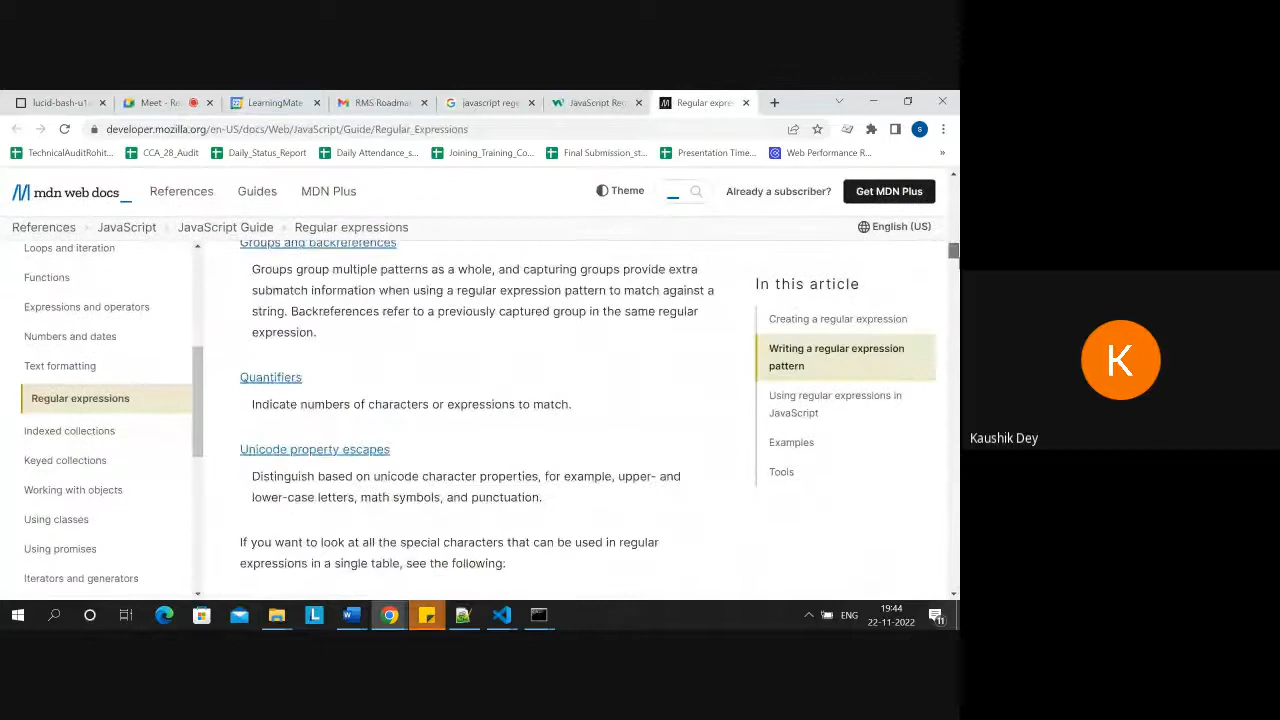 lucid-bash-u1
Meet - R
LearningMate
RMS Roadma
javascript rege
JavaScript Re
Regular expre
developer.mozilla.org/en-US/docs/Web/JavaScript/Guide/Regular_Expressions
S
TechnicalAuditRohit...
CCA_28_Audit
Daily_Status_Report
Daily Attendance_s...
Joining_Training_Co...
Final Submission_st...
Presentation Time...
Web Performance R...
»
mdn web docs
References
Guides
MDN Plus
Theme
Already a subscriber?
Get MDN Plus
References
JavaScript
JavaScript Guide
Regular expressions
English (US)
Loops and iteration
Functions
Expressions and operators
Numbers and dates
Text formatting
Regular expressions
Indexed collections
Keyed collections
Working with objects
Using classes
Using promises
Iterators and generators
Groups and backreferences
Groups group multiple patterns as a whole, and capturing groups provide extra
submatch information when using a regular expression pattern to match against a
string. Backreferences refer to a previously captured group in the same regular
expression.
Quantifiers
Indicate numbers of characters or expressions to match.
Unicode property escapes
Distinguish based on unicode character properties, for example, upper- and
lower-case letters, math symbols, and punctuation.
If you want to look at all the special characters that can be used in regular
expressions in a single table, see the following:
In this article
Creating a regular expression
Writing a regular expression
pattern
Using regular expressions in
JavaScript
Examples
Tools
K
Kaushik Dey
L
ENG
19:44
22-11-2022
11